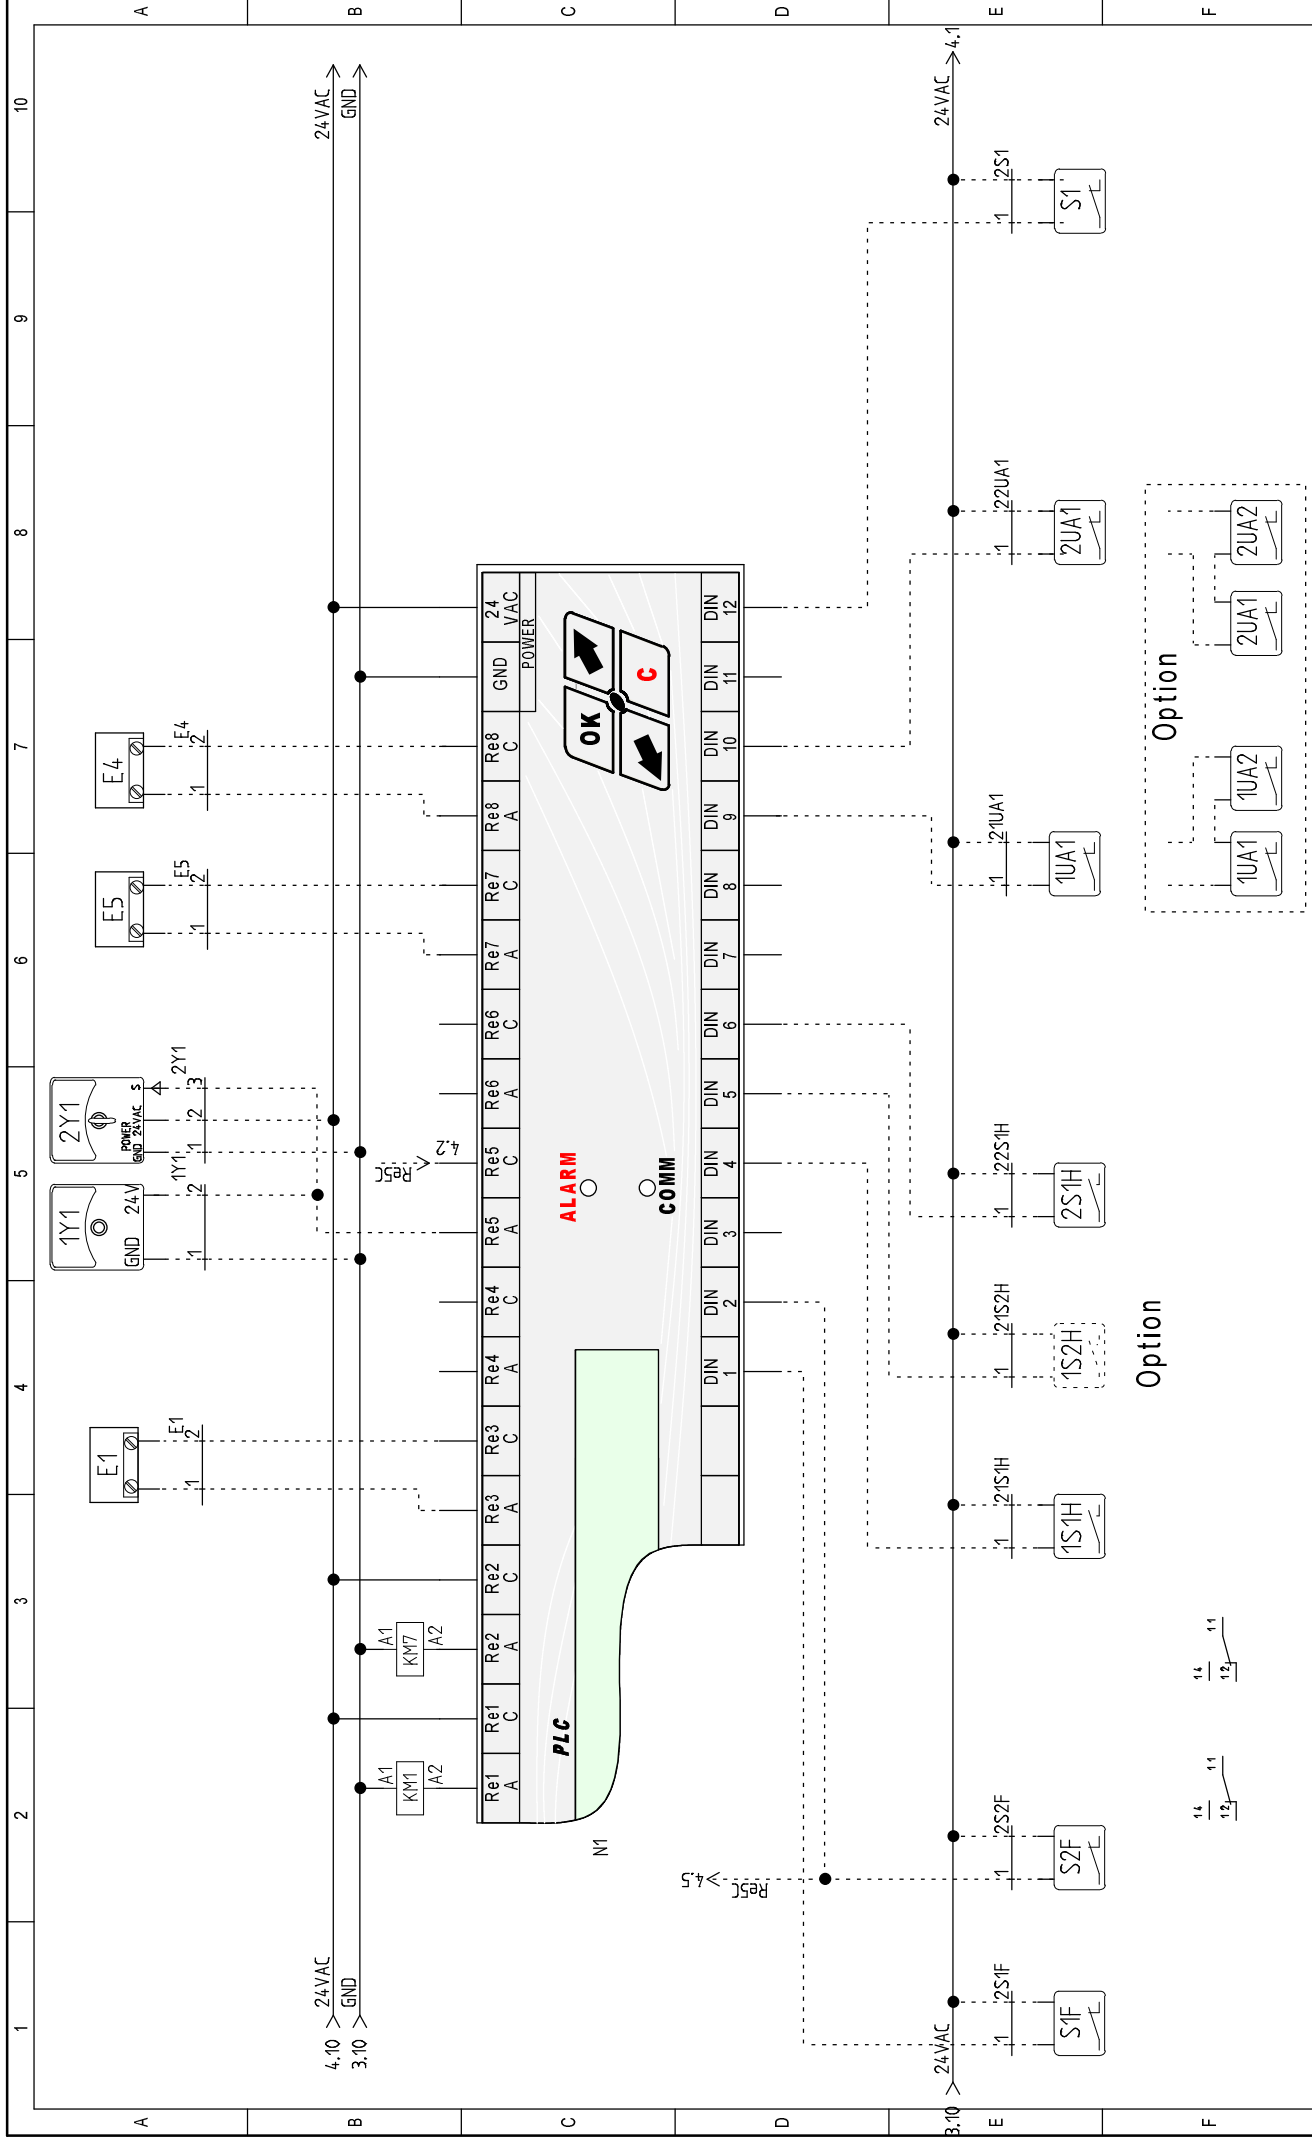 1 2 3 4 5 6 7 8 9 10
A
B
C
D
E
F
A
B
C
D
E
F
E1
1 2
E1
1Y1
GND 24V
1 2
1Y1
2Y1
POWER
GND 24VAC S
1 2 3
2Y1
E5
1 2
E5
E4
1 2
E4
4.10 24VAC
3.10 GND
24VAC
GND
A1
KM1
A2
A1
KM7
A2
Re5C
4.2
Re1 A
Re1 C
Re2 A
Re2 C
Re3 A
Re3 C
Re4 A
Re4 C
Re5 A
Re5 C
Re6 A
Re6 C
Re7 A
Re7 C
Re8 A
Re8 C
GND
24 VAC
POWER
PLC
N1
ALARM
COMM
OK
C
DIN 1
DIN 2
DIN 3
DIN 4
DIN 5
DIN 6
DIN 7
DIN 8
DIN 9
DIN 10
DIN 11
DIN 12
4.5
Re5C
3.10 24VAC
24VAC 4.1
1 2S1F
S1F
1 2S2F
S2F
1 21S1H
1S1H
1 21S2H
1S2H
Option
1 22S1H
2S1H
1 21UA1
1UA1
1 22UA1
2UA1
1 2S1
S1
14
12 11
14
12 11
Option
1UA1 1UA2 2UA1 2UA2